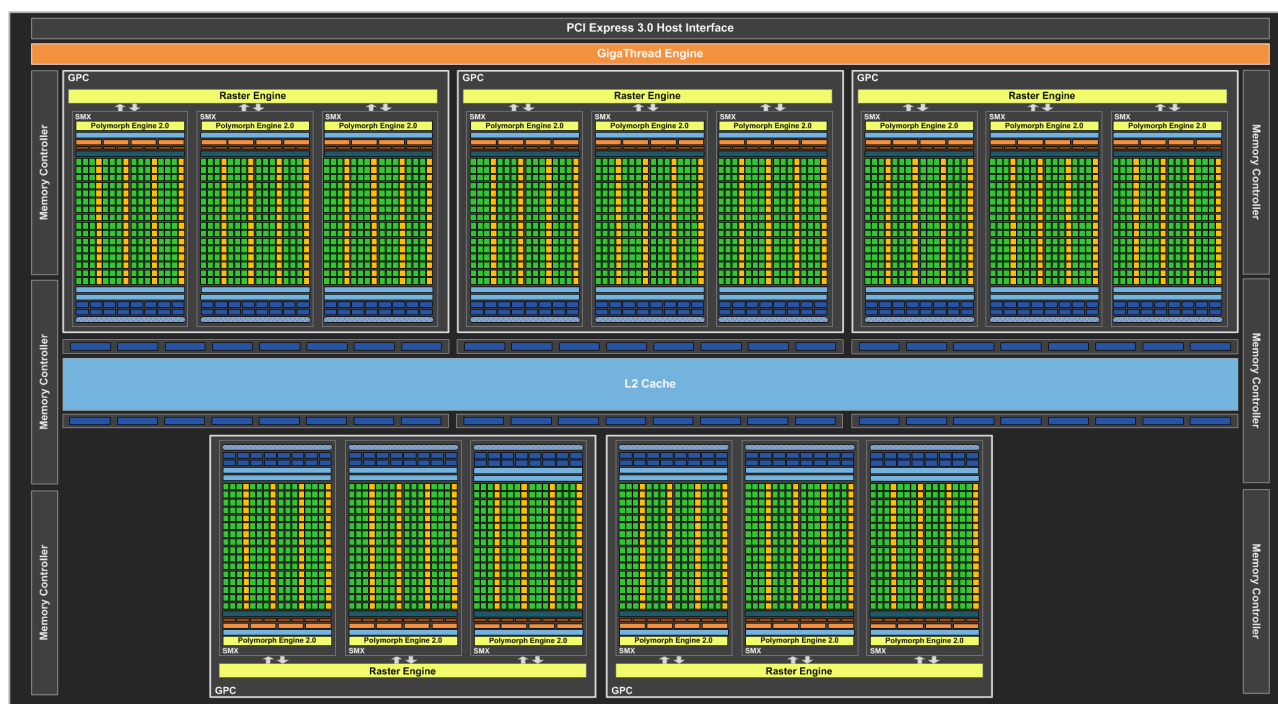 PCI Express 3.0 Host Interface
GigaThread Engine
Memory Controller
Memory Controller
Memory Controller
GPC
Raster Engine
SMX
Polymorph Engine 2.0
Polymorph Engine 2.0
Polymorph Engine 2.0
GPC
Raster Engine
SMX
Polymorph Engine 2.0
SMX
Polymorph Engine 2.0
SMX
Polymorph Engine 2.0
GPC
Raster Engine
SMX
Polymorph Engine 2.0
SMX
Polymorph Engine 2.0
SMX
Polymorph Engine 2.0
Memory Controller
Memory Controller
Memory Controller
L2 Cache
Polymorph Engine 2.0
SMX
Polymorph Engine 2.0
SMX
Polymorph Engine 2.0
SMX
Raster Engine
GPC
Polymorph Engine 2.0
SMX
Polymorph Engine 2.0
SMX
Polymorph Engine 2.0
SMX
Raster Engine
GPC